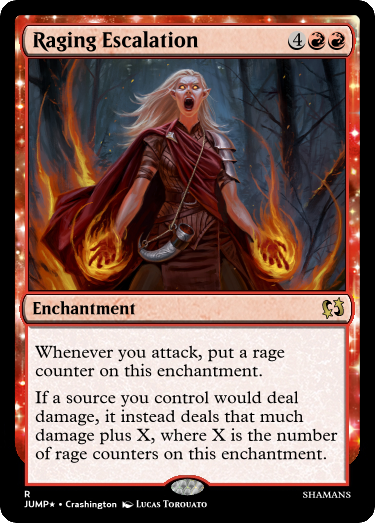 Raging Escalation 4
Enchantment
Whenever you attack, put a rage
counter on this enchantment.
If a source you control would deal
damage, it instead deals that much
damage plus X, where X is the number
of rage counters on this enchantment.
R
JUMP★ • Crashington Lucas Torouato
SHAMANS